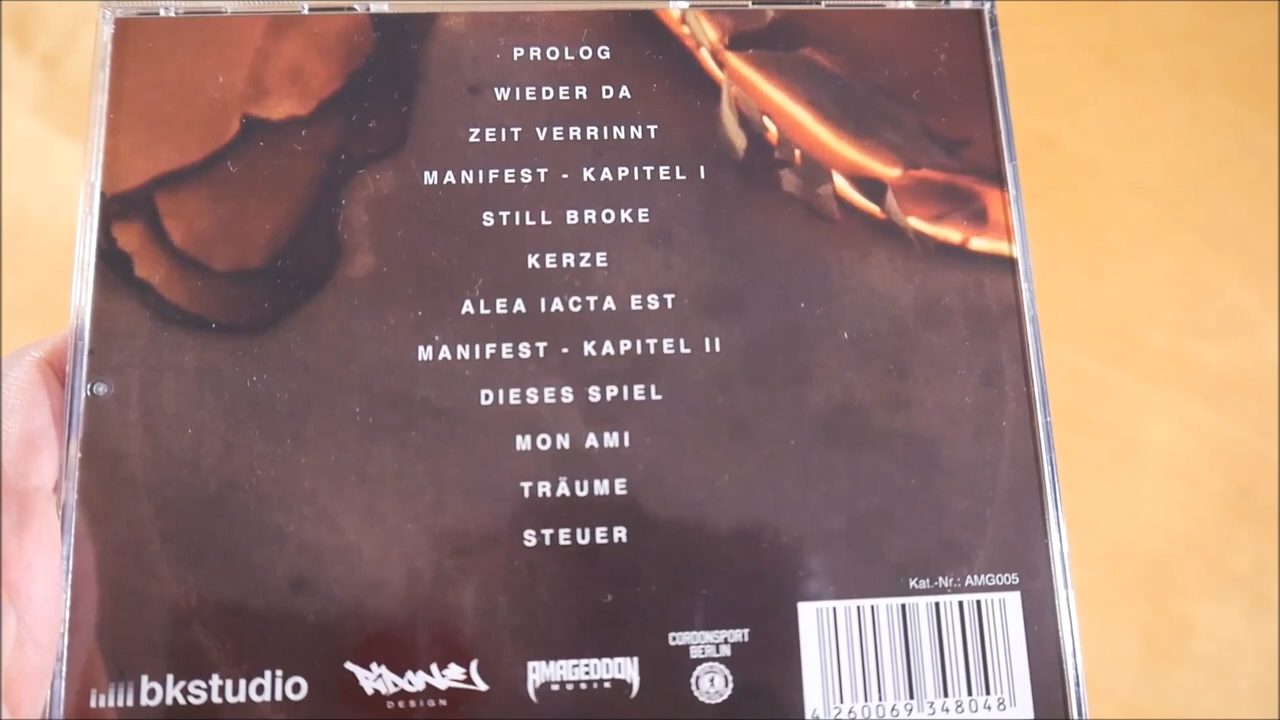 PROLOG
WIEDER DA
ZEIT VERRINNT
MANIFEST - KAPITEL I
STILL BROKE
KERZE
ALEA IACTA EST
MANIFEST - KAPITEL II
DIESES SPIEL
MON AMI
TRÄUME
STEUER
Kat.-Nr.: AMG005
bkstudio
DESIGN
AMAGEDDON
MUSIK
CORDONSPORT
BERLIN
4 260069 348048